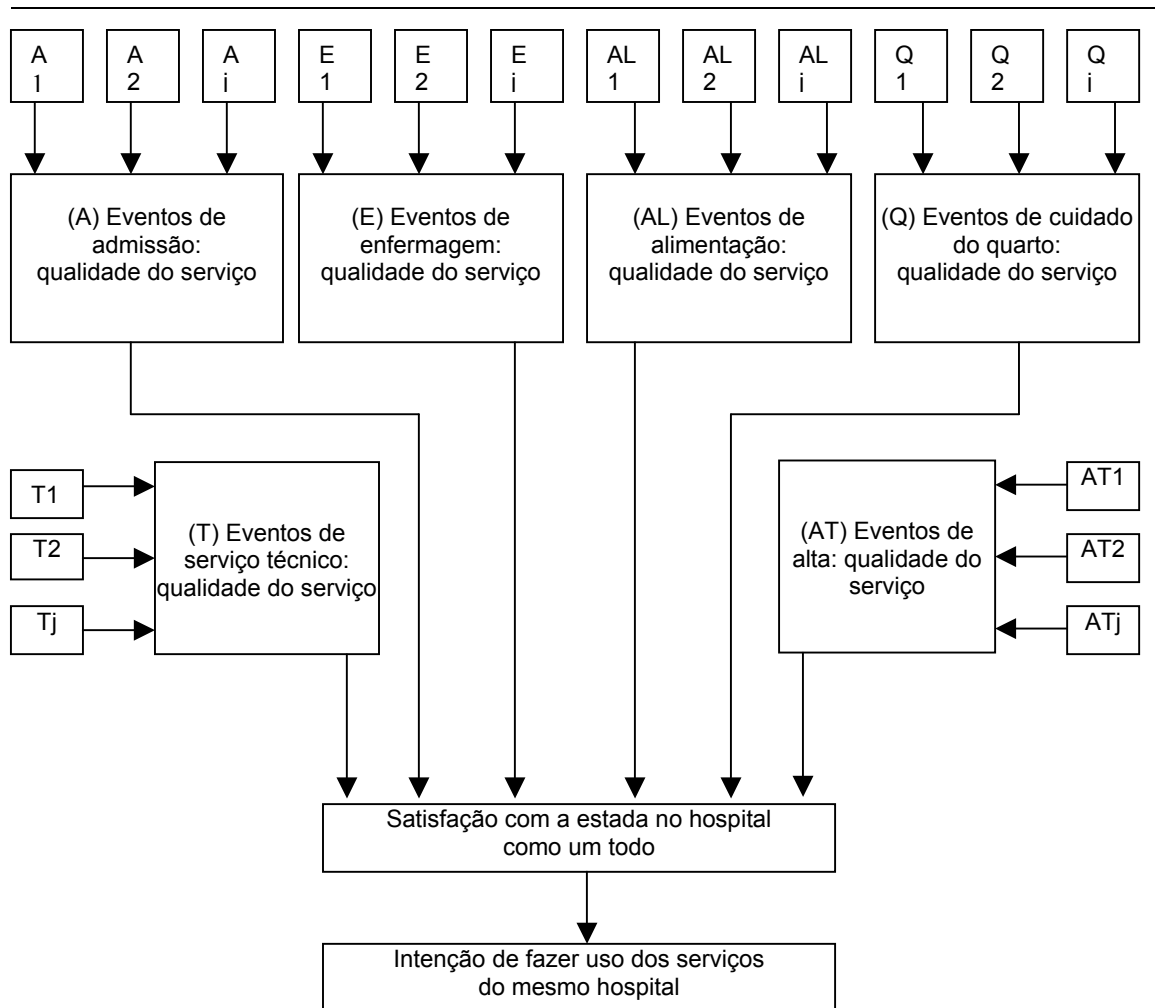 A
1
A
2
A
i
E
1
E
2
E
i
AL
1
AL
2
AL
i
Q
1
Q
2
Q
i
(A) Eventos de
admissão:
qualidade do serviço
(E) Eventos de
enfermagem:
qualidade do serviço
(AL) Eventos de
alimentação:
qualidade do serviço
(Q) Eventos de cuidado
do quarto:
qualidade do serviço
T1
T2
Tj
(T) Eventos de
serviço técnico:
qualidade do serviço
(AT) Eventos de
alta: qualidade do
serviço
AT1
AT2
ATj
Satisfação com a estada no hospital
como um todo
Intenção de fazer uso dos serviços
do mesmo hospital